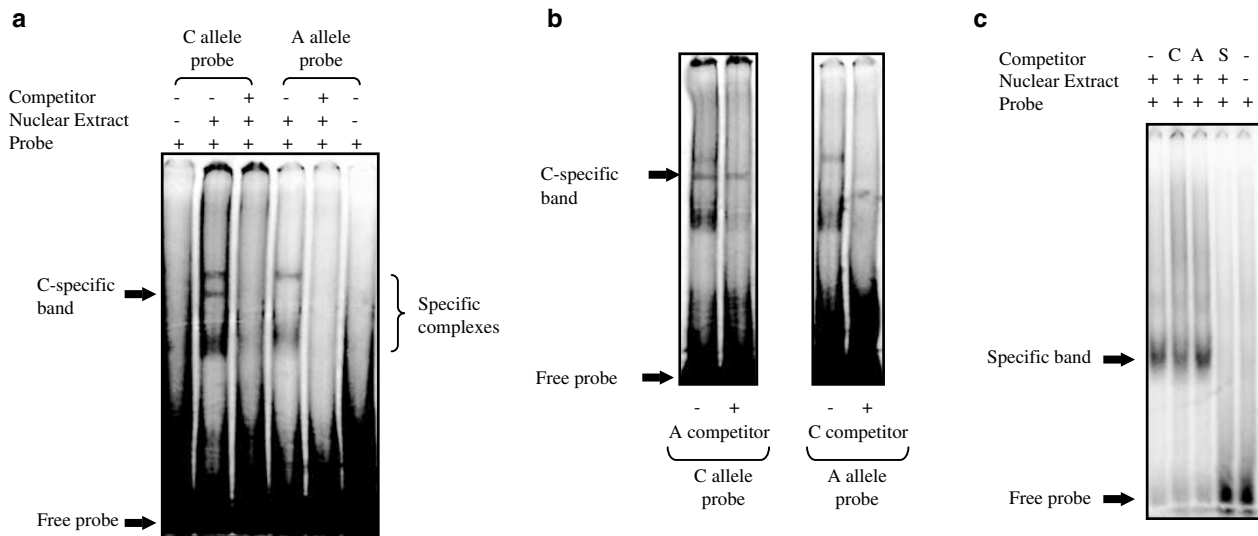 a
C allele
probe
A allele
probe
Competitor - - + - + -
Nuclear Extract - + + + + -
Probe + + + + + +
C-specific
band
Specific
complexes
Free probe
b
C-specific
band
Free probe
- + - +
A competitor C competitor
C allele
probe
A allele
probe
c
Competitor - C A S -
Nuclear Extract + + + + -
Probe + + + + +
Specific band
Free probe